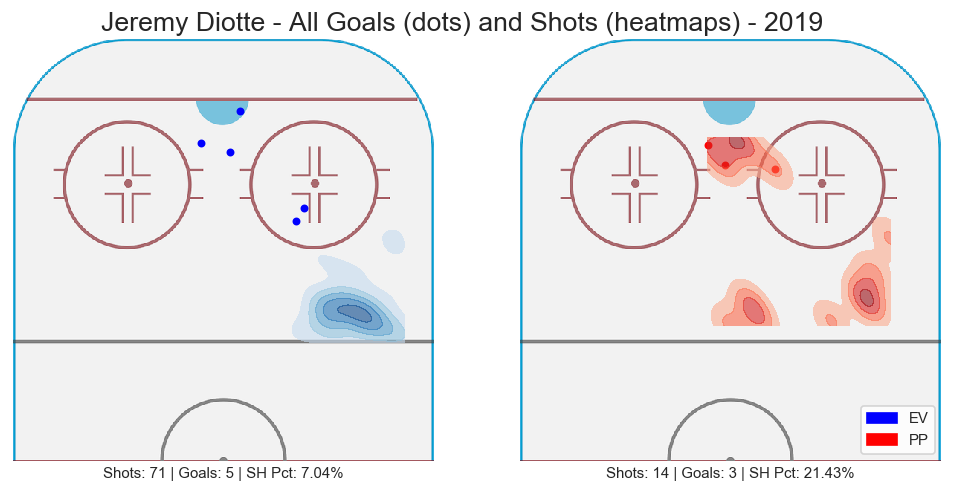 Jeremy Diotte - All Goals (dots) and Shots (heatmaps) - 2019
EV
PP
Shots: 71 | Goals: 5 | SH Pct: 7.04%
Shots: 14 | Goals: 3 | SH Pct: 21.43%